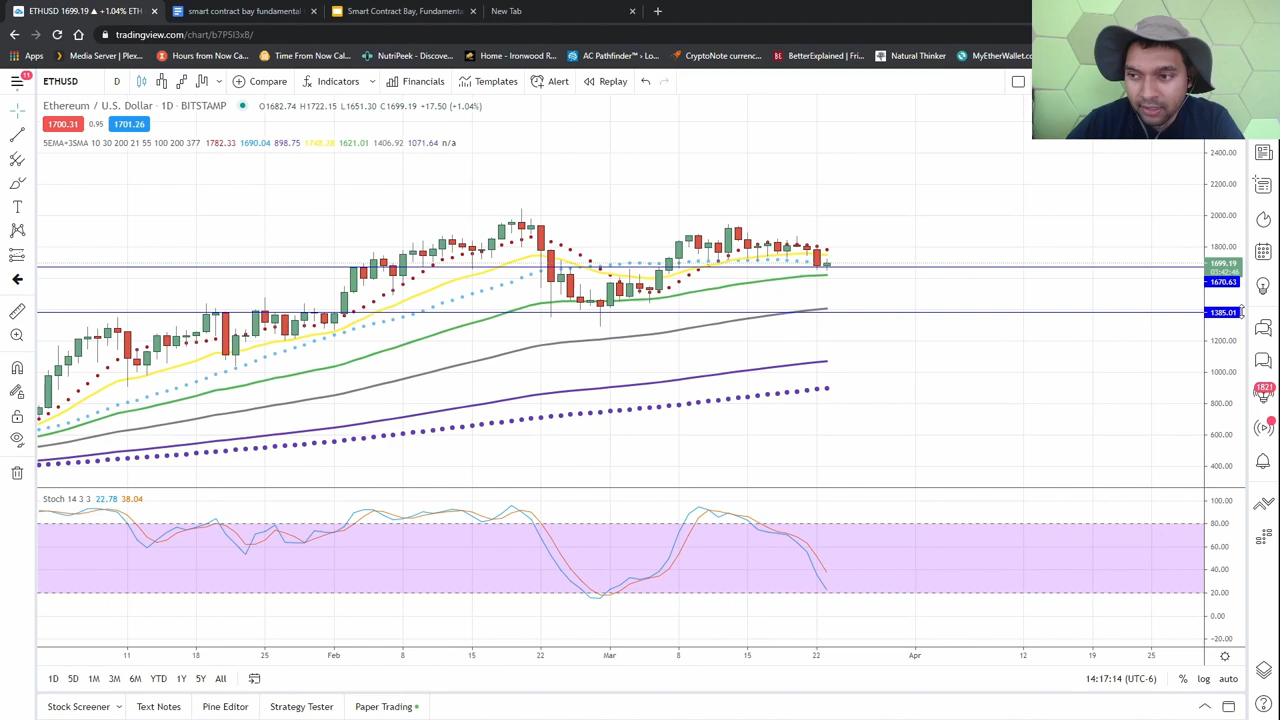 ETHUSD 1699.19 ▲ +1.04% ETH
smart contract bay fundamental
Smart Contract Bay, Fundamenta
New Tab
tradingview.com/chart/b7P5I3xB/
Apps
Media Server | Plex...
Hours from Now Cal...
Time From Now Cal...
NutriPeek - Discove...
Home - Ironwood R...
AC Pathfinder™ › Lo...
CryptoNote currenc...
BetterExplained | Fri...
Natural Thinker
MyEtherWallet.co
11
ETHUSD
D
Compare
Indicators
Financials
Templates
Alert
Replay
Ethereum / U.S. Dollar · 1D · BITSTAMP
O1682.74 H1722.15 L1651.30 C1699.19 +17.50 (+1.04%)
1700.31 0.95 1701.26
5EMA+3SMA 10 30 200 21 55 100 200 377 1782.33 1690.04 898.75 1748.28 1621.01 1406.92 1071.64 n/a
2400.00
2200.00
2000.00
1800.00
1699.19
03:42:46
1670.63
1385.01
1200.00
1000.00
800.00
600.00
400.00
1821
Stoch 14 3 3 22.78 38.04
100.00
80.00
60.00
40.00
20.00
0.00
-20.00
11 18 25 Feb 8 15 22 Mar 8 15 22 Apr 12 19 25
1D 5D 1M 3M 6M YTD 1Y 5Y All
14:17:14 (UTC-6) % log auto
Stock Screener
Text Notes
Pine Editor
Strategy Tester
Paper Trading